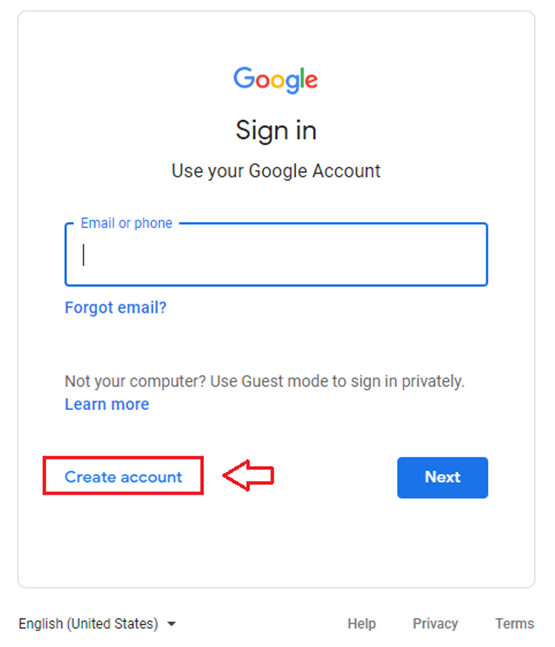 Google
Sign in
Use your Google Account
Email or phone
Forgot email?
Not your computer? Use Guest mode to sign in privately.
Learn more
Create account
Next
English (United States)
Help
Privacy
Terms